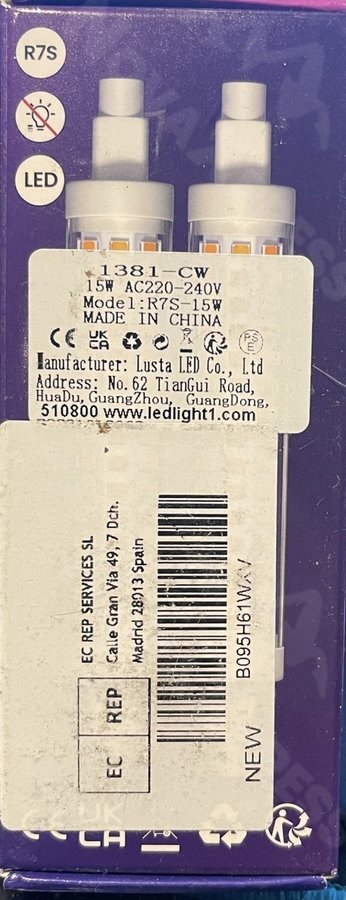 R7S
LED
1381-CW
15W AC220-240V
Model:R7S-15W
MADE IN CHINA
CE UK CA PS E
Manufacturer: Lusta LED Co., Ltd
Address: No.62 TianGui Road,
HuaDu,GuangZhou, GuangDong,
510800 www.ledlight1.com
EC REP
EC REP SERVICES SL
Calle Gran Via 49, 7 Dch.
Madrid 28013 Spain
B095H61WXV
NEW
CE UK CA